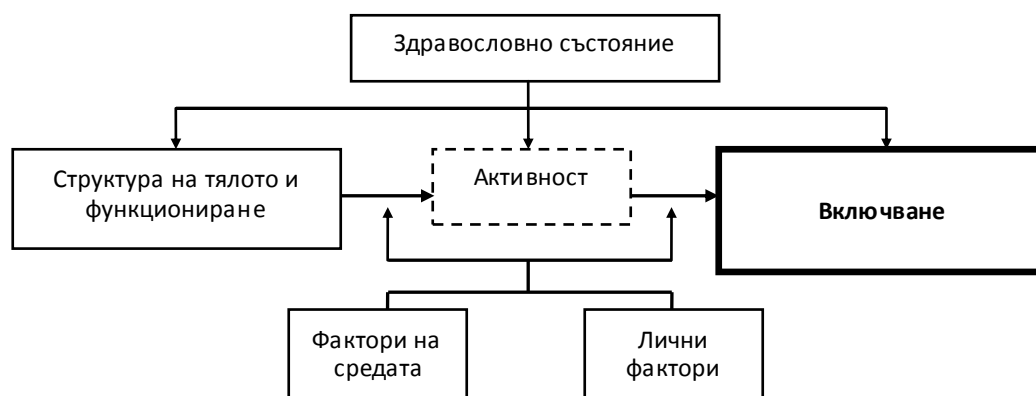 Здравословно състояние
Структура на тялото и
функциониране
Активност
Включване
Фактори на
средата
Лични
фактори